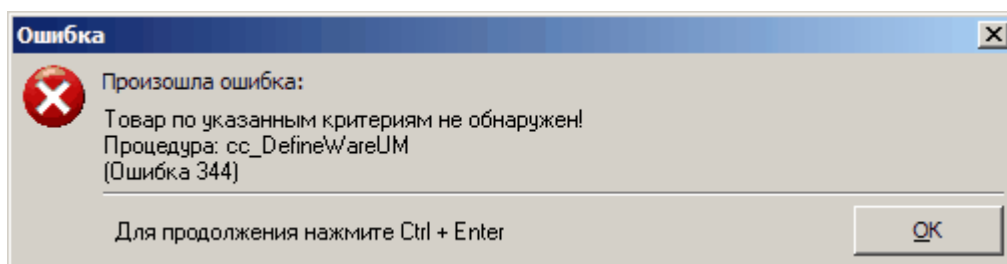 Ошибка
Произошла ошибка:
Товар по указанным критериям не обнаружен!
Процедура: cc_DefineWareUM
(Ошибка 344)
Для продолжения нажмите Ctrl + Enter
OK